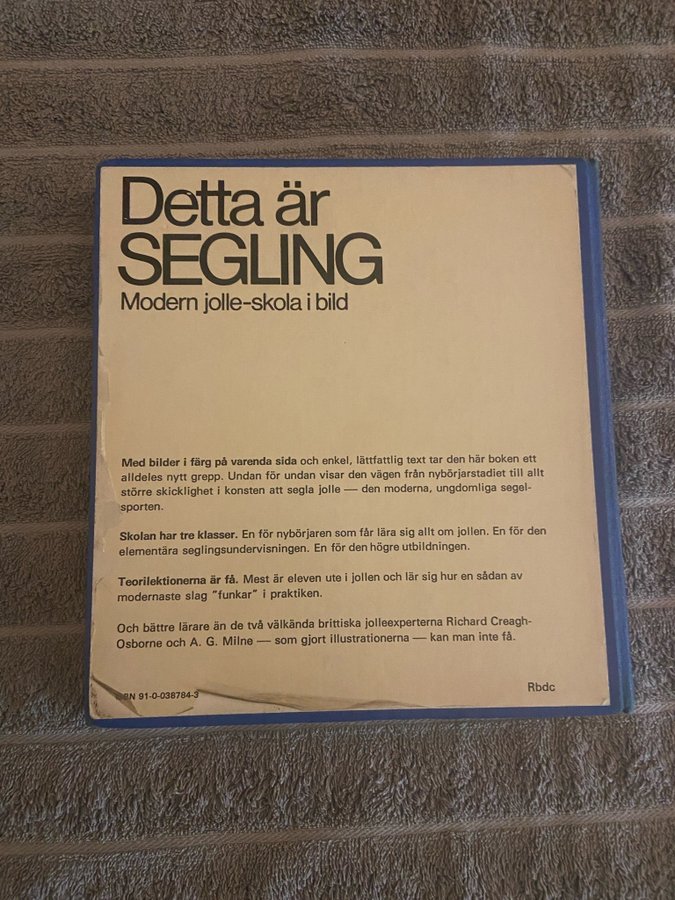 Detta är
SEGLING
Modern jolle-skola i bild
Med bilder i färg på varenda sida och enkel, lättfattlig text tar den här boken ett
alldeles nytt grepp. Undan för undan visar den vägen från nybörjarstadiet till allt
större skicklighet i konsten att segla jolle — den moderna, ungdomliga segel-
sporten.
Skolan har tre klasser. En för nybörjaren som får lära sig allt om jollen. En för den
elementära seglingsundervisningen. En för den högre utbildningen.
Teorilektionerna är få. Mest är eleven ute i jollen och lär sig hur en sådan av
modernaste slag ”funkar” i praktiken.
Och bättre lärare än de två välkända brittiska jolleexperterna Richard Creagh-
Osborne och A. G. Milne — som gjort illustrationerna — kan man inte få.
ISBN 91-0-038784-3
Rbdc